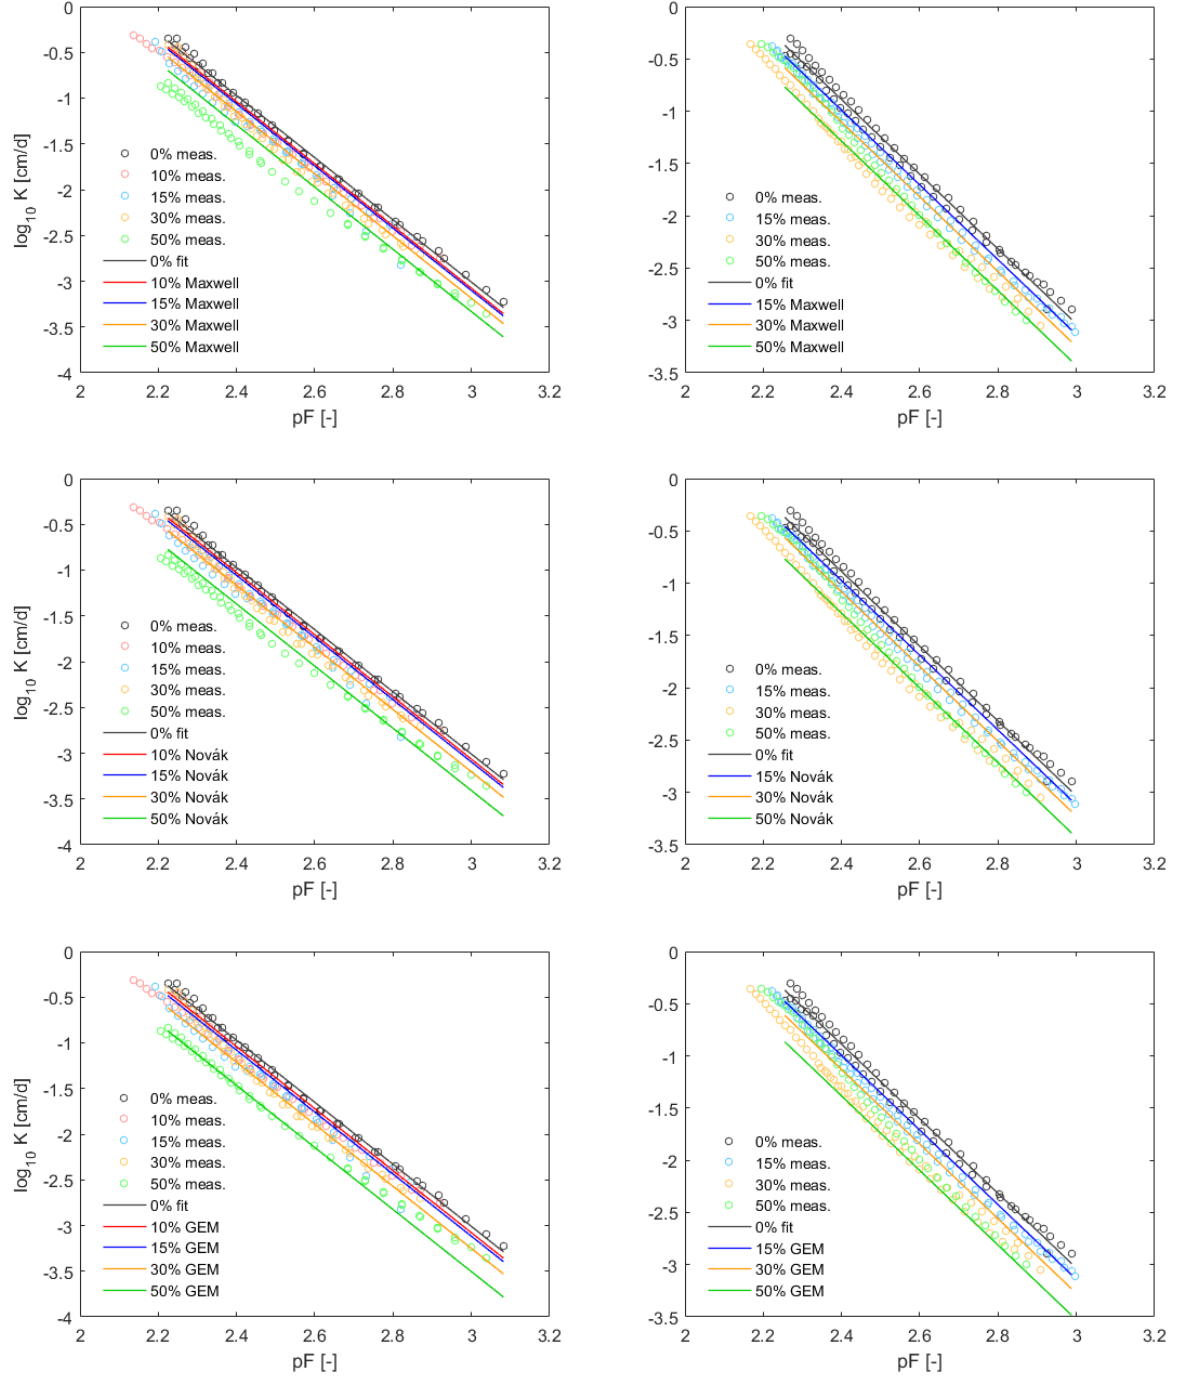 0
-0.5
-1
-1.5
-2
-2.5
-3
-3.5
-4
2 2.2 2.4 2.6 2.8 3 3.2
pF [-]
log10 K [cm/d]
0% meas.
10% meas.
15% meas.
30% meas.
50% meas.
0% fit
10% Maxwell
15% Maxwell
30% Maxwell
50% Maxwell
0
-0.5
-1
-1.5
-2
-2.5
-3
-3.5
2 2.2 2.4 2.6 2.8 3 3.2
pF [-]
0% meas.
15% meas.
30% meas.
50% meas.
0% fit
15% Maxwell
30% Maxwell
50% Maxwell
0
-0.5
-1
-1.5
-2
-2.5
-3
-3.5
-4
2 2.2 2.4 2.6 2.8 3 3.2
pF [-]
log10 K [cm/d]
0% meas.
10% meas.
15% meas.
30% meas.
50% meas.
0% fit
10% Novák
15% Novák
30% Novák
50% Novák
0
-0.5
-1
-1.5
-2
-2.5
-3
-3.5
2 2.2 2.4 2.6 2.8 3 3.2
pF [-]
0% meas.
15% meas.
30% meas.
50% meas.
0% fit
15% Novák
30% Novák
50% Novák
0
-0.5
-1
-1.5
-2
-2.5
-3
-3.5
-4
2 2.2 2.4 2.6 2.8 3 3.2
pF [-]
log10 K [cm/d]
0% meas.
10% meas.
15% meas.
30% meas.
50% meas.
0% fit
10% GEM
15% GEM
30% GEM
50% GEM
0
-0.5
-1
-1.5
-2
-2.5
-3
-3.5
2 2.2 2.4 2.6 2.8 3 3.2
pF [-]
0% meas.
15% meas.
30% meas.
50% meas.
0% fit
15% GEM
30% GEM
50% GEM